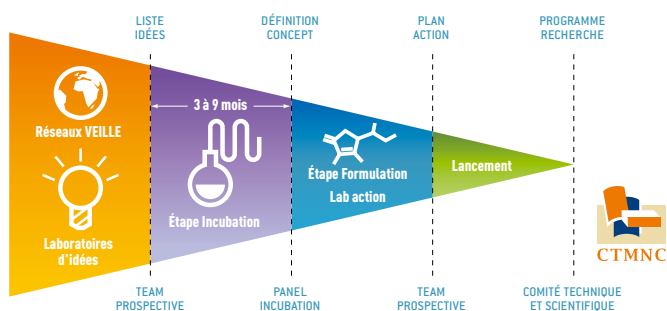 LISTE
IDÉES
DÉFINITION
CONCEPT
PLAN
ACTION
PROGRAMME
RECHERCHE
Réseaux VEILLE
Laboratoires
d'idées
3 à 9 mois
Étape Incubation
Étape Formulation
Lab action
Lancement
CTMNC
TEAM
PROSPECTIVE
PANEL
INCUBATION
TEAM
PROSPECTIVE
COMITÉ TECHNIQUE
ET SCIENTIFIQUE